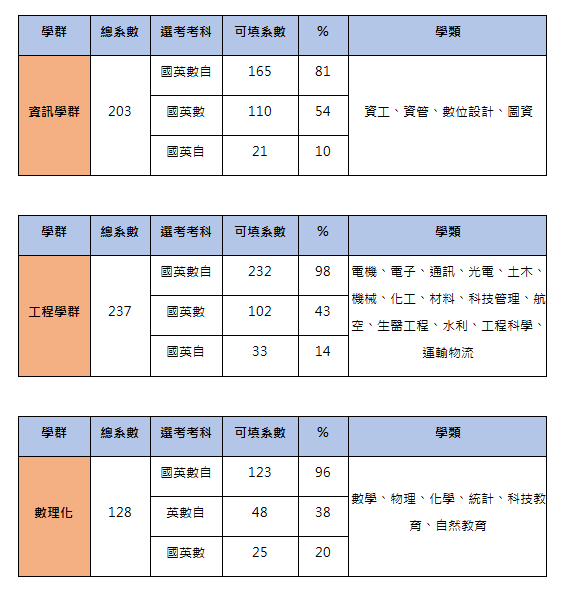 學群 總系數 選考考科 可填系數 % 學類
國英數自 165 81
資訊學群 203 國英數 110 54 資工、資管、數位設計、圖資
國英自 21 10
學群 總系數 選考考科 可填系數 % 學類
國英數自 232 98 電機、電子、通訊、光電、土木、
機械、化工、材料、科技管理、航
工程學群 237 國英數 102 43 空、生醫工程、水利、工程科學、
國英自 33 14 運輸物流
學群 總系數 選考考科 可填系數 % 學類
國英數自 123 96
數理化 128 英數自 48 38 數學、物理、化學、統計、科技教
育、自然教育
國英數 25 20